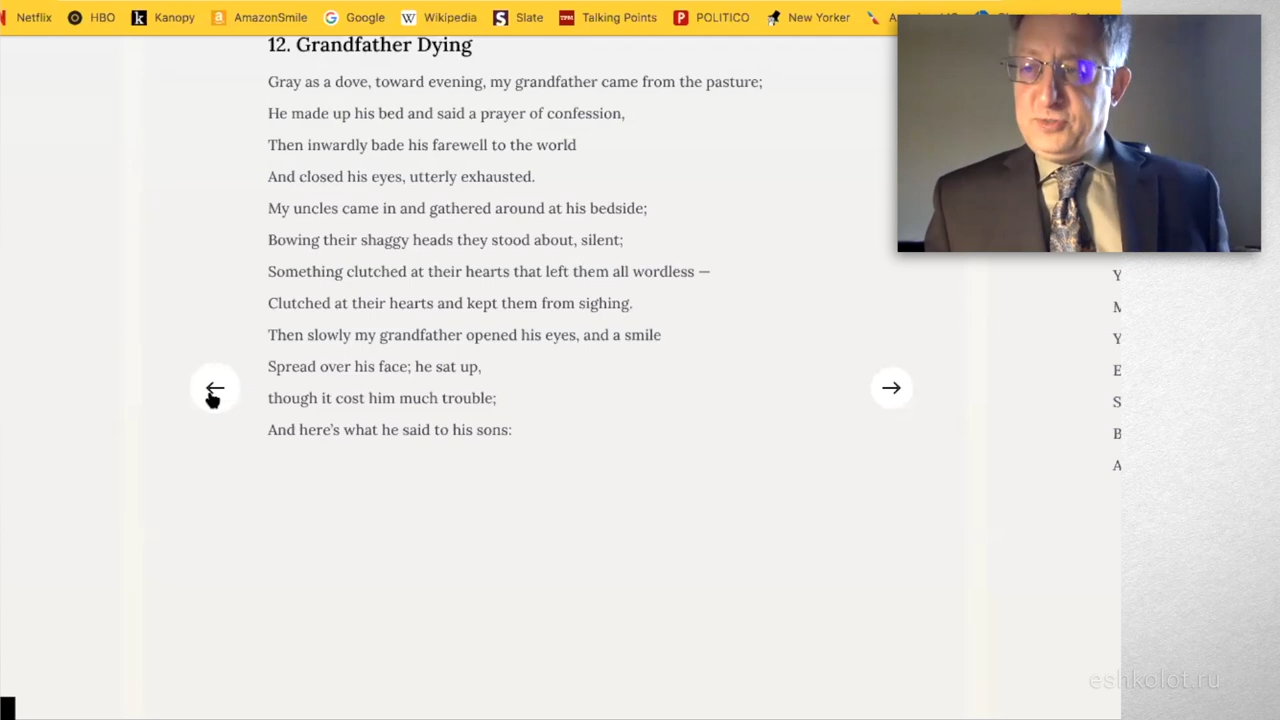 Netflix HBO Kanopy AmazonSmile Google Wikipedia Slate Talking Points POLITICO New Yorker
12. Grandfather Dying
Gray as a dove, toward evening, my grandfather came from the pasture;
He made up his bed and said a prayer of confession,
Then inwardly bade his farewell to the world
And closed his eyes, utterly exhausted.
My uncles came in and gathered around at his bedside;
Bowing their shaggy heads they stood about, silent;
Something clutched at their hearts that left them all wordless —
Clutched at their hearts and kept them from sighing.
Then slowly my grandfather opened his eyes, and a smile
Spread over his face; he sat up,
though it cost him much trouble;
And here's what he said to his sons:
Y
M
Y
E
S
B
A
eshkolot.ru